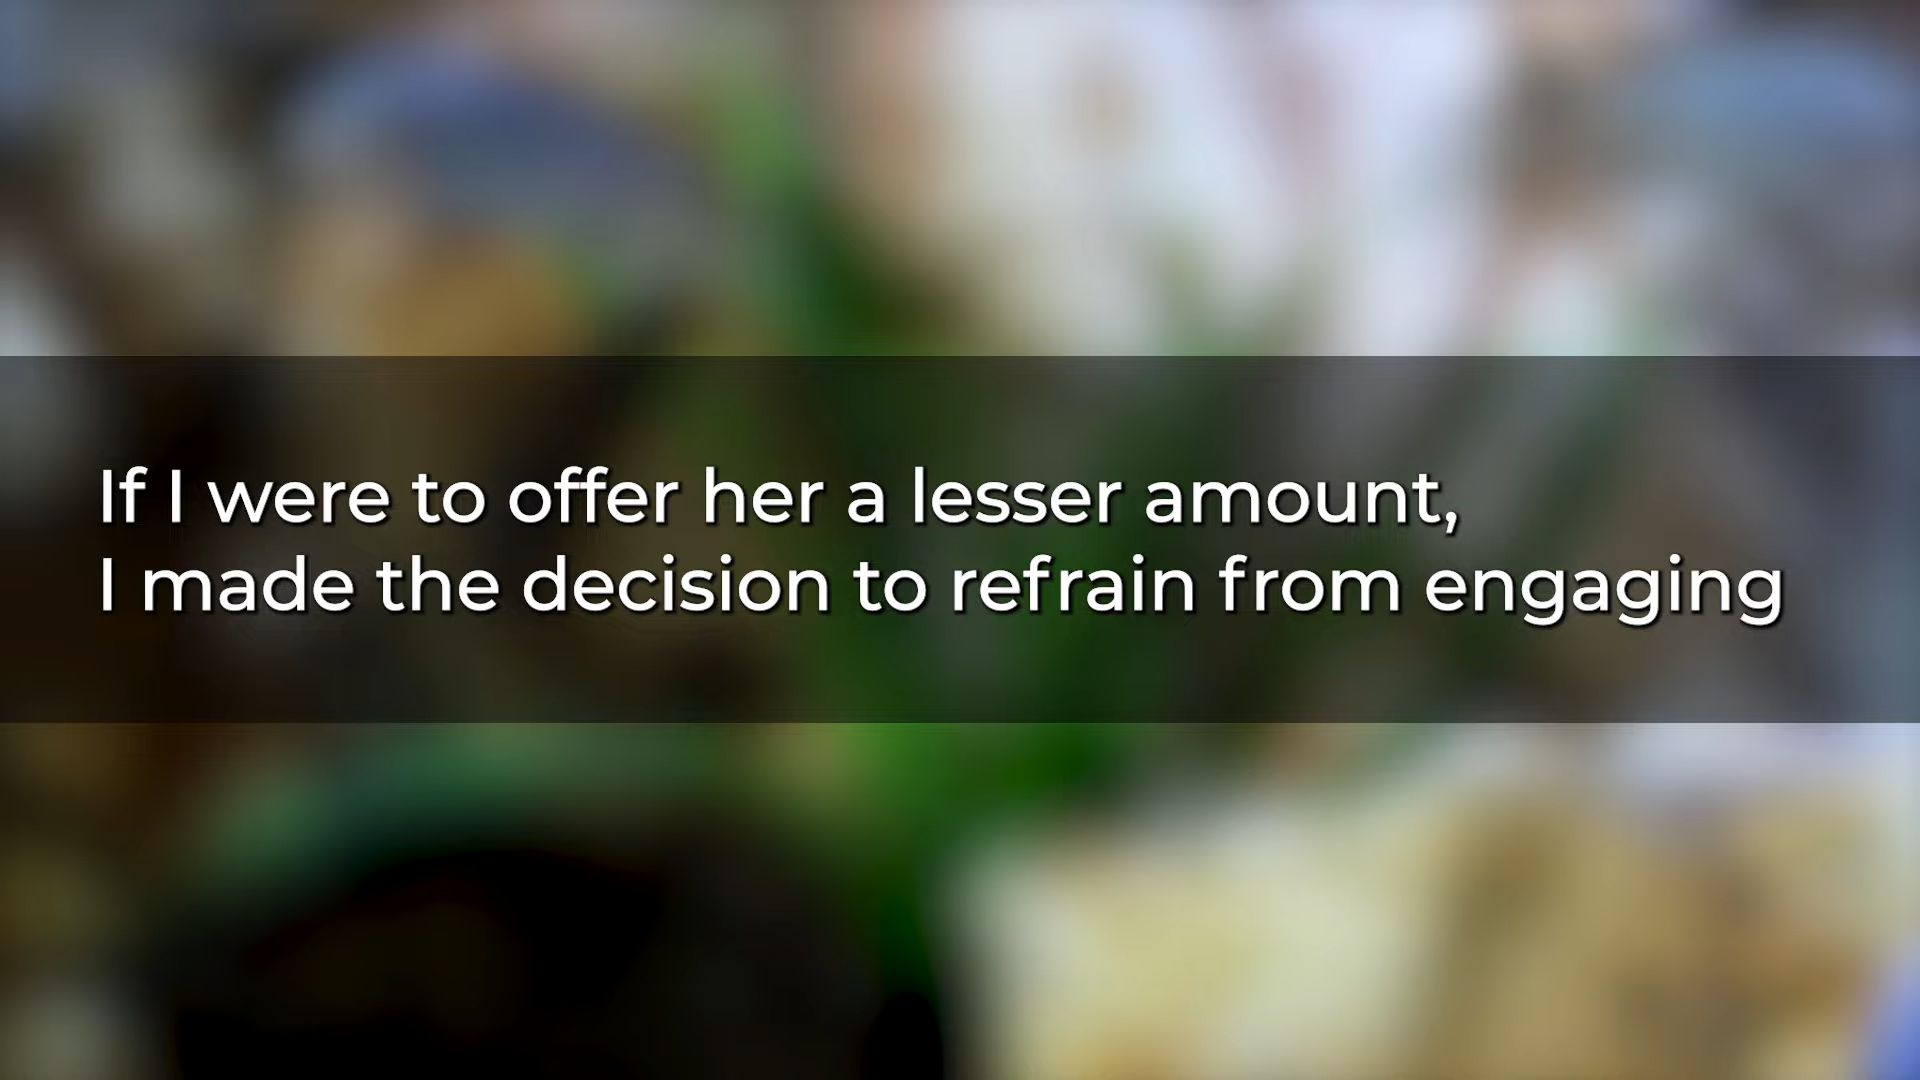 If I were to offer her a lesser amount,
I made the decision to refrain from engaging